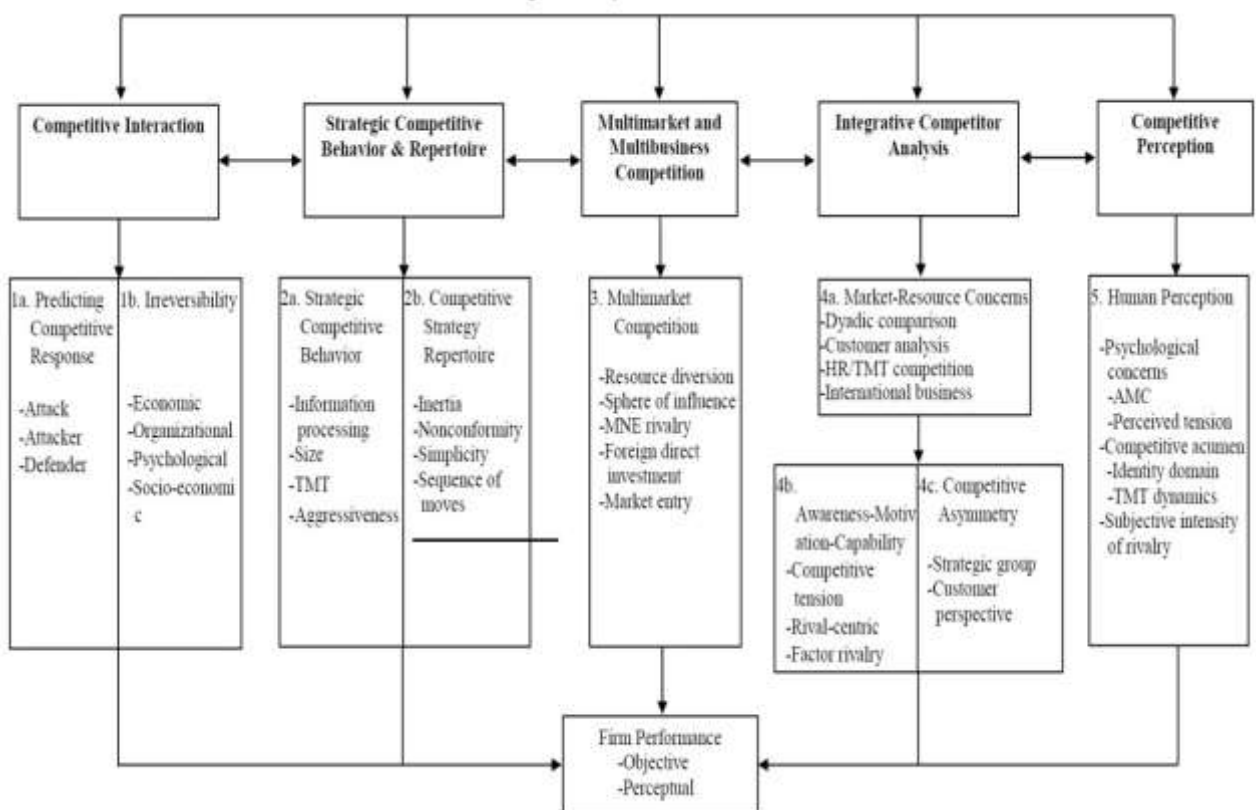 Competitive Interaction
Strategic Competitive
Behavior & Repertoire
Multimarket and
Multibusiness
Competition
Integrative Competitor
Analysis
Competitive
Perception
1a. Predicting
Competitive
Response
-Attack
-Attacker
-Defender
1b. Irreversibility
-Economic
-Organizational
-Psychological
-Socio-economi
c
2a. Strategic
Competitive
Behavior
-Information
processing
-Size
-TMT
-Aggressiveness
2b. Competitive
Strategy
Repertoire
-Inertia
-Nonconformity
-Simplicity
-Sequence of
moves
3. Multimarket
Competition
-Resource diversion
-Sphere of influence
-MNE rivalry
-Foreign direct
investment
-Market entry
4a. Market-Resource Concerns
-Dyadic comparison
-Customer analysis
-HR/TMT competition
-International business
4b.
Awareness-Motiv
ation-Capability
-Competitive
tension
-Rival-centric
-Factor rivalry
4c. Competitive
Asymmetry
-Strategic group
-Customer
perspective
5. Human Perception
-Psychological
concerns
-AMC
-Perceived tension
-Competitive acumen
-Identity domain
-TMT dynamics
-Subjective intensity
of rivalry
Firm Performance
-Objective
-Perceptual